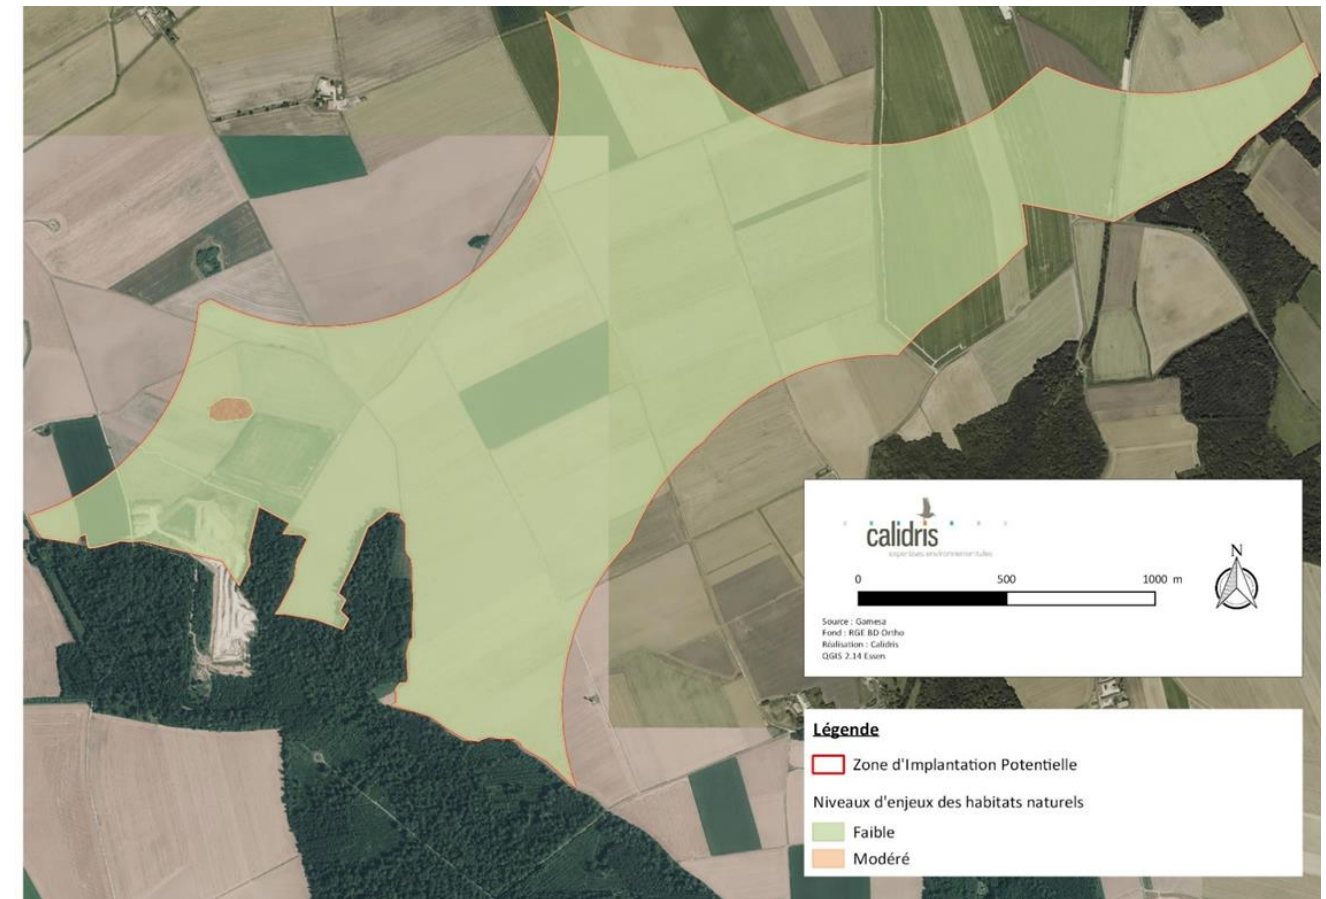 calidris
expertises environnementales
0 500 1000 m
N
Source : Gamesa
Fond : RGE BD Ortho
Réalisation : Calidris
QGIS 2.14 Essen
Légende
Zone d'Implantation Potentielle
Niveaux d'enjeux des habitats naturels
Faible
Modéré